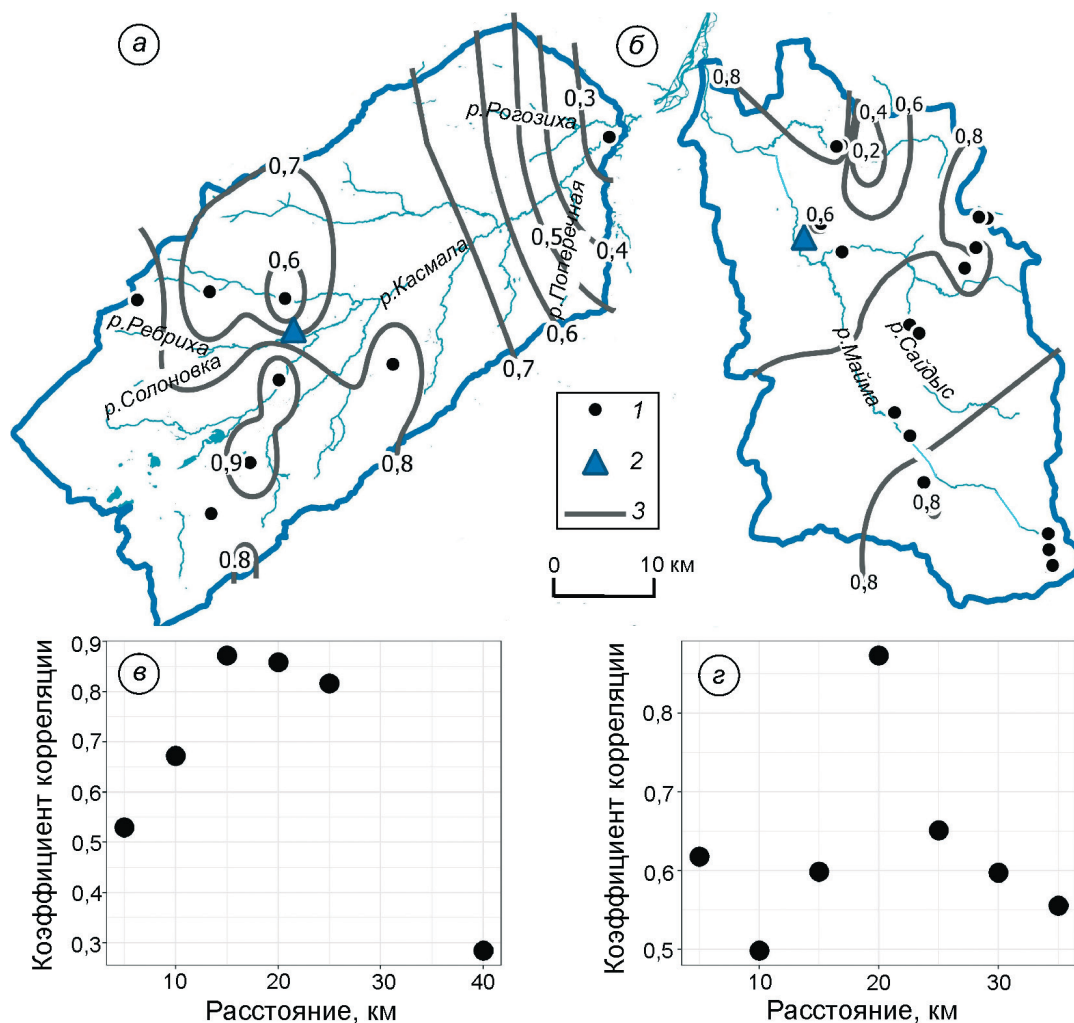 а
р.Рогозиха
0,3
0,7
0,6
р.Касмала
р.Поперечная
0,5
0,4
р.Ребриха
р.Солоновка
0,6
0,7
0,9
0,8
0,8
б
0,8
0,4
0,6
0,2
0,8
0,6
р.Майма
р.Сайдыс
0,8
0,8
1
2
3
0 10 км
в
Коэффициент корреляции
0,9
0,8
0,7
0,6
0,5
0,4
0,3
10 20 30 40
Расстояние, км
г
Коэффициент корреляции
0,8
0,7
0,6
0,5
10 20 30
Расстояние, км